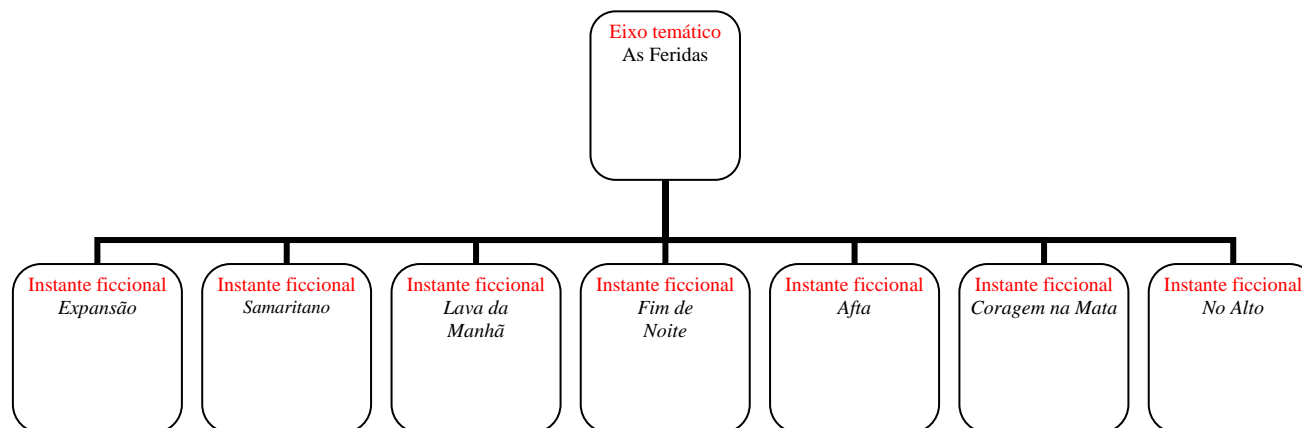 Eixo temático
As Feridas
Instante ficcional
Expansão
Instante ficcional
Samaritano
Instante ficcional
Lava da
Manhã
Instante ficcional
Fim de
Noite
Instante ficcional
Afta
Instante ficcional
Coragem na Mata
Instante ficcional
No Alto